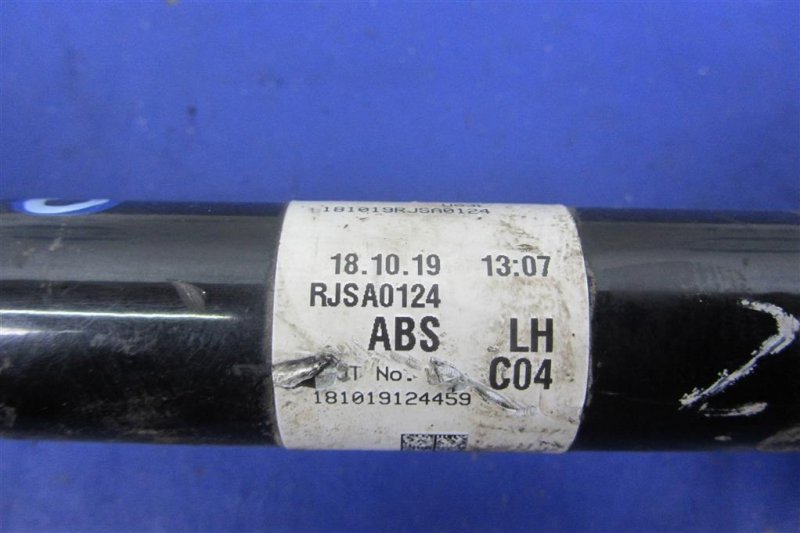 181019RJSA0124
18.10.19 13:07
RJSA0124
ABS LH
No. C04
181019124459